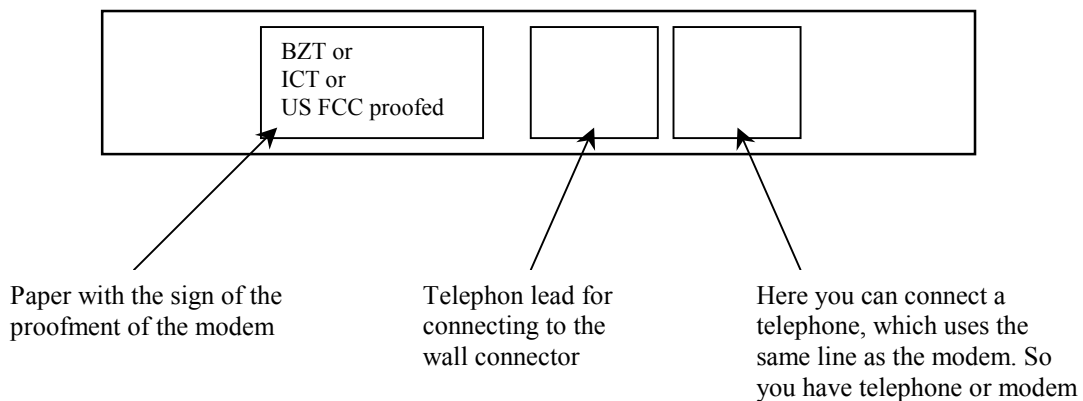 BZT or
ICT or
US FCC proofed
Paper with the sign of the
proofment of the modem
Telephon lead for
connecting to the
wall connector
Here you can connect a
telephone, which uses the
same line as the modem. So
you have telephone or modem